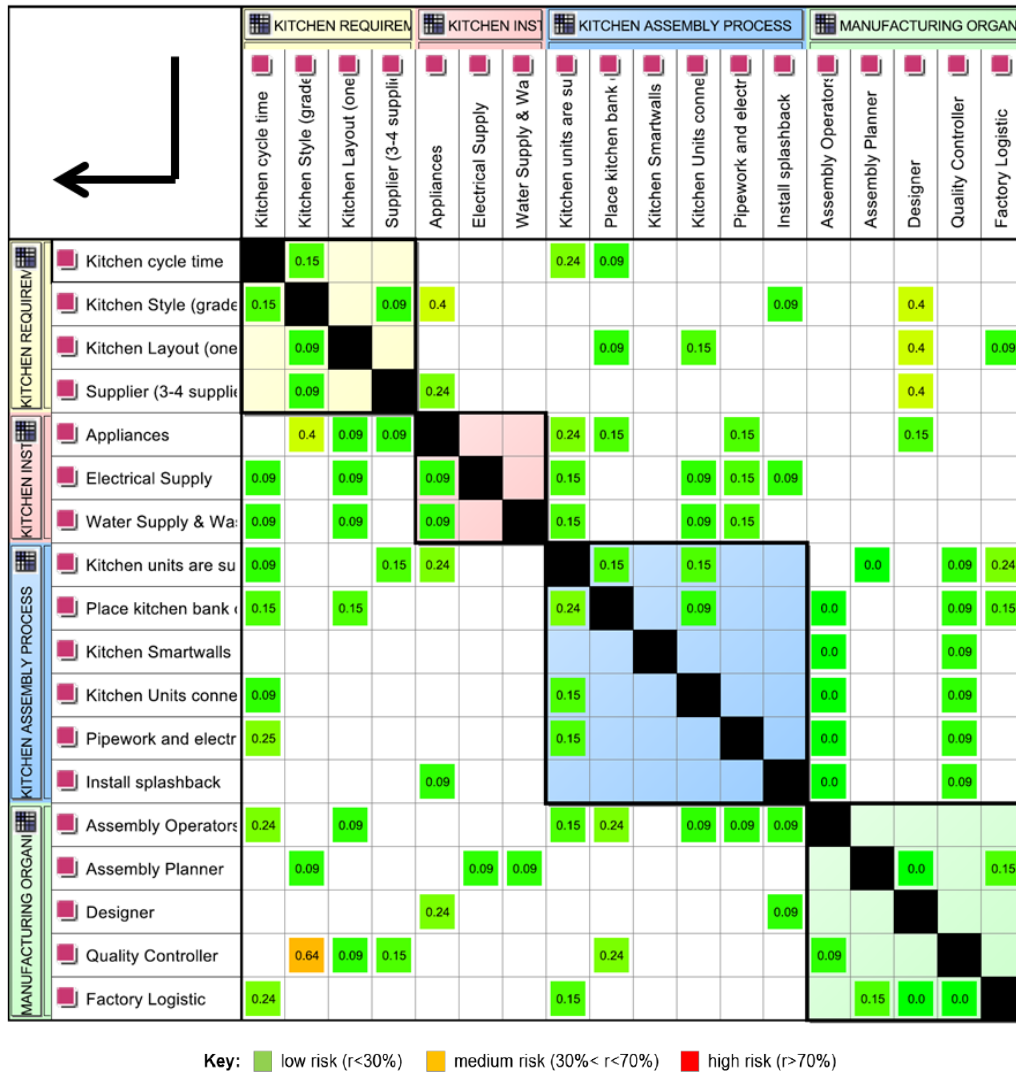 KITCHEN REQUIREM KITCHEN INST KITCHEN ASSEMBLY PROCESS MANUFACTURING ORGAN
Kitchen cycle time
Kitchen Style (grade
Kitchen Layout (one
Supplier (3-4 supplie
Appliances
Electrical Supply
Water Supply & Wa
Kitchen units are su
Place kitchen bank
Kitchen Smartwalls
Kitchen Units conne
Pipework and electr
Install splashback
Assembly Operators
Assembly Planner
Designer
Quality Controller
Factory Logistic
KITCHEN REQUIREM
Kitchen cycle time 0.15 0.24 0.09
Kitchen Style (grade 0.15 0.09 0.4 0.09 0.4
Kitchen Layout (one 0.09 0.09 0.15 0.4 0.09
Supplier (3-4 supplie 0.09 0.24 0.4
KITCHEN INST
Appliances 0.4 0.09 0.09 0.24 0.15 0.15 0.15
Electrical Supply 0.09 0.09 0.09 0.15 0.09 0.15 0.09
Water Supply & Wa 0.09 0.09 0.09 0.15 0.09 0.15
KITCHEN ASSEMBLY PROCESS
Kitchen units are su 0.09 0.15 0.24 0.15 0.15 0.0 0.09 0.24
Place kitchen bank 0.15 0.15 0.24 0.09 0.0 0.09 0.15
Kitchen Smartwalls 0.0 0.09
Kitchen Units conne 0.09 0.15 0.0 0.09
Pipework and electr 0.25 0.15 0.0 0.09
Install splashback 0.09 0.0 0.09
MANUFACTURING ORGANI
Assembly Operators 0.24 0.09 0.15 0.24 0.09 0.09 0.09
Assembly Planner 0.09 0.09 0.09 0.0 0.15
Designer 0.24 0.09
Quality Controller 0.64 0.09 0.15 0.24 0.09
Factory Logistic 0.24 0.15 0.15 0.0 0.0
Key: low risk (r<30%) medium risk (30%< r<70%) high risk (r>70%)